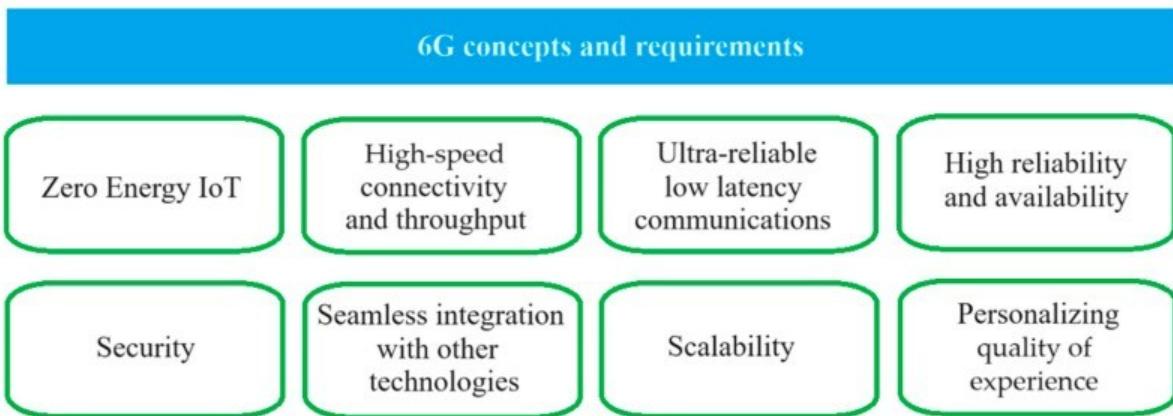 6G concepts and requirements
Zero Energy IoT
High-speed
connectivity
and throughput
Ultra-reliable
low latency
communications
High reliability
and availability
Security
Seamless integration
with other
technologies
Scalability
Personalizing
quality of
experience